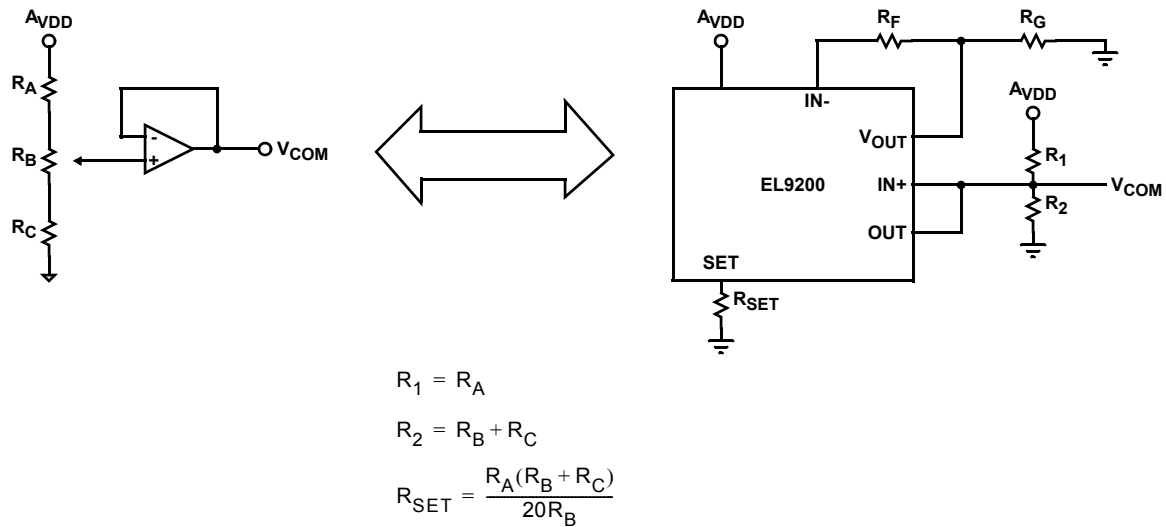 AVDD
RA
RB
RC
-
+
VCOM
AVDD
RF
RG
IN-
VOUT
AVDD
R1
EL9200
IN+
VCOM
R2
OUT
SET
RSET
R1 = RA
R2 = RB + RC
RSET = RA(RB + RC) / 20RB